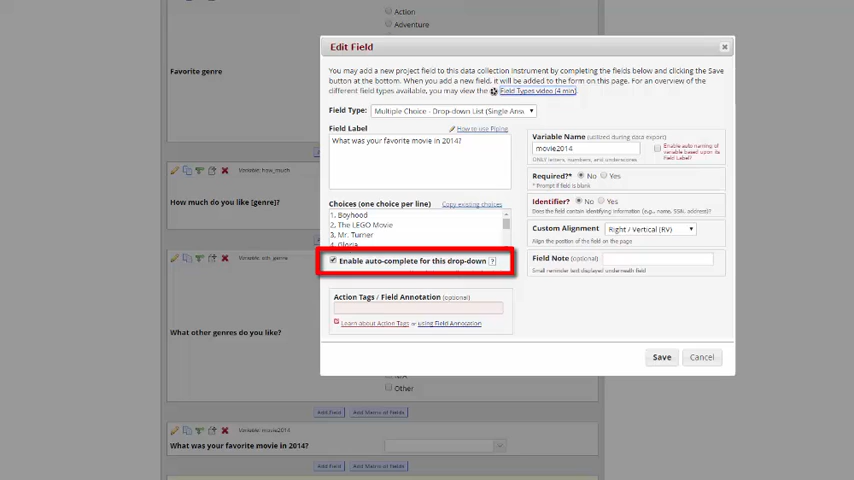 Action
Adventure
Favorite genre
Edit Field
You may add a new project field to this data collection instrument by completing the fields below and clicking the Save
button at the bottom. When you add a new field, it will be added to the form on this page. For an overview of the
different field types available, you may view the Field Types video (4 min).
Field Type: Multiple Choice - Drop-down List (Single Ans
Field Label
How to use Piping
What was your favorite movie in 2014?
Variable Name (utilized during data export)
movie2014
ONLY letters, numbers, and underscores
Enable auto naming of
variable based upon its
Field Label?
Required?* No Yes
* Prompt if field is blank
Choices (one choice per line) Copy existing choices
1, Boyhood
2, The LEGO Movie
3, Mr. Turner
4, Gloria
Identifier? No Yes
Does the field contain identifying information (e.g., name, SSN, address)?
Custom Alignment Right / Vertical (RV)
Align the position of the field on the page
Enable auto-complete for this drop-down ?
Field Note (optional)
Small reminder text displayed underneath field
Action Tags / Field Annotation (optional)
Learn about Action Tags or using Field Annotation
Save Cancel
Variable: how_much
How much do you like [genre]?
What other genres do you like?
Other
Add Field Add Matrix of Fields
Variable: movie2014
What was your favorite movie in 2014?
Add Field Add Matrix of Fields